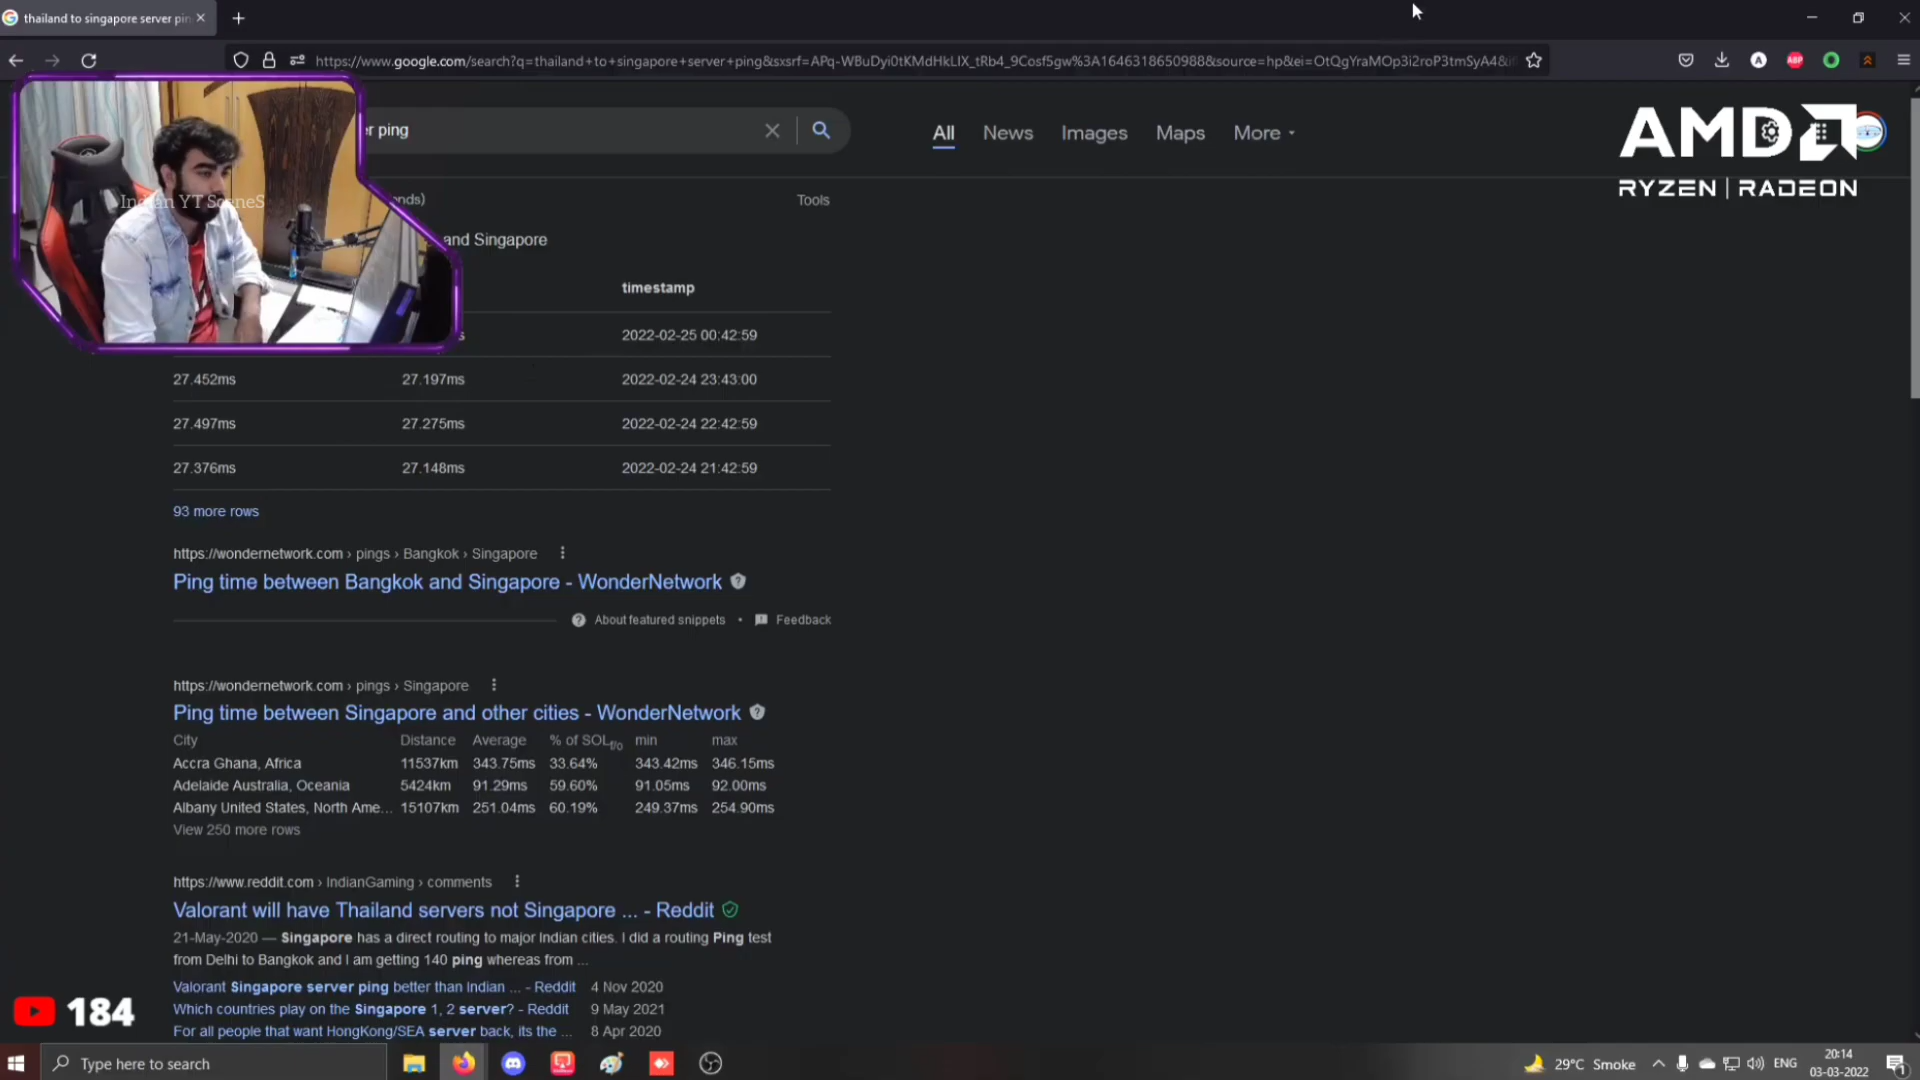 thailand to singapore server pin
https://www.google.com/search?q=thailand+to+singapore+server+ping&sxsrf=APq-WBuDyi0tKMdHkLIX_tRb4_9Cosf5gw%3A1646318650988&source=hp&ei=OtQgYraMOp3i2roP3tmSyA4&if
ABP
er ping
All News Images Maps More
AMD
RYZEN | RADEON
Indian YT SceneS
onds)
Tools
and Singapore
timestamp
s 2022-02-25 00:42:59
27.452ms 27.197ms 2022-02-24 23:43:00
27.497ms 27.275ms 2022-02-24 22:42:59
27.376ms 27.148ms 2022-02-24 21:42:59
93 more rows
https://wondernetwork.com › pings › Bangkok › Singapore
Ping time between Bangkok and Singapore - WonderNetwork
About featured snippets • Feedback
https://wondernetwork.com › pings › Singapore
Ping time between Singapore and other cities - WonderNetwork
City Distance Average % of SOLf/o min max
Accra Ghana, Africa 11537km 343.75ms 33.64% 343.42ms 346.15ms
Adelaide Australia, Oceania 5424km 91.29ms 59.60% 91.05ms 92.00ms
Albany United States, North Ame... 15107km 251.04ms 60.19% 249.37ms 254.90ms
View 250 more rows
https://www.reddit.com › IndianGaming › comments
Valorant will have Thailand servers not Singapore ... - Reddit
21-May-2020 — Singapore has a direct routing to major Indian cities. I did a routing Ping test
from Delhi to Bangkok and I am getting 140 ping whereas from ...
Valorant Singapore server ping better than Indian ... - Reddit 4 Nov 2020
Which countries play on the Singapore 1, 2 server? - Reddit 9 May 2021
For all people that want HongKong/SEA server back, its the ... 8 Apr 2020
184
Type here to search
29°C Smoke
ENG
20:14
03-03-2022
1